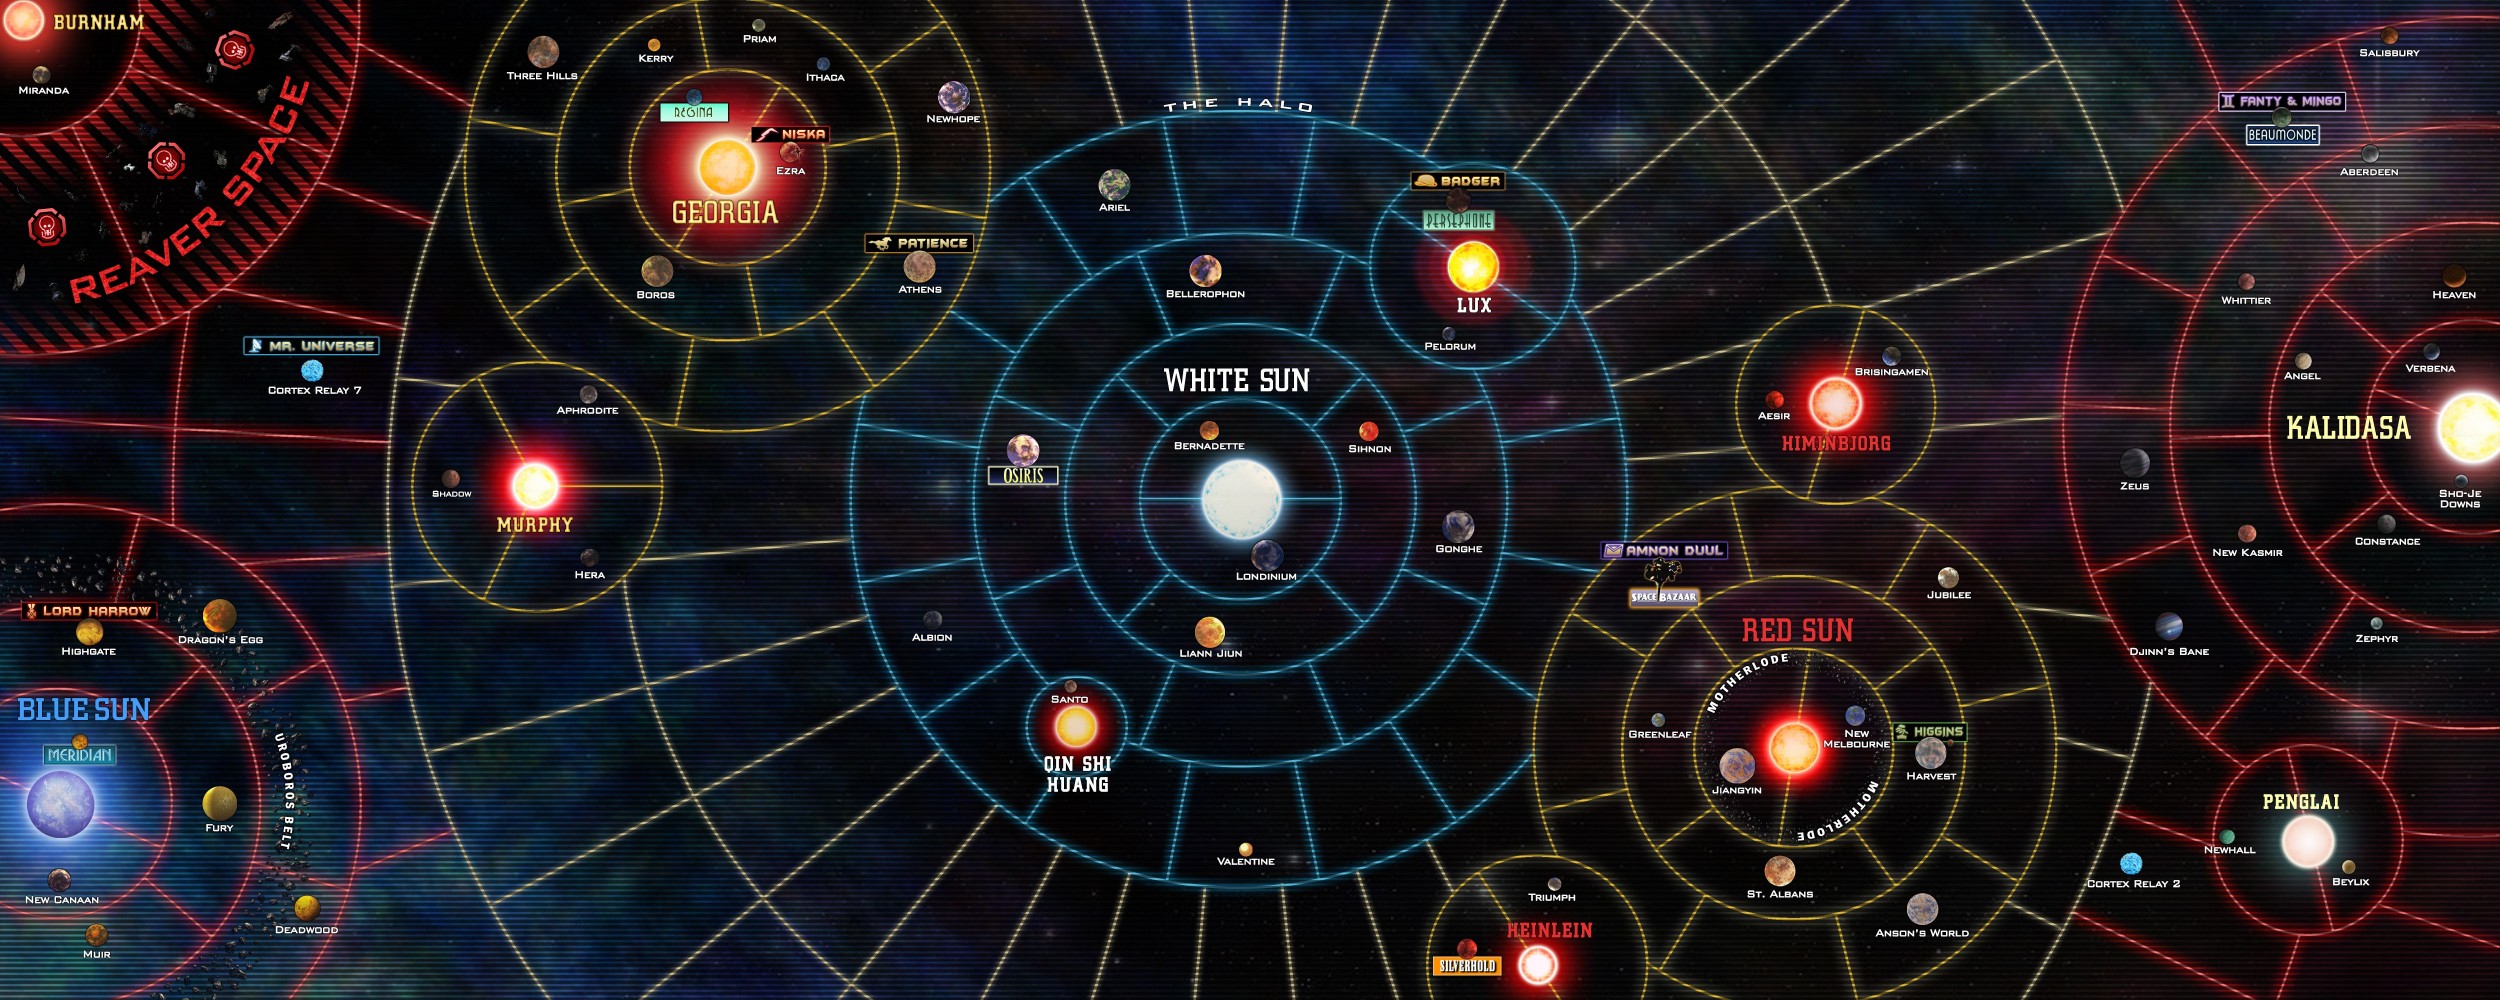 BURNHAM
MIRANDA
REAVER SPACE
THREE HILLS
KERRY
PRIAM
ITHACA
REGINA
NISKA
EZRA
GEORGIA
NEWHOPE
PATIENCE
ATHENS
BOROS
MR. UNIVERSE
CORTEX RELAY 7
APHRODITE
SHADOW
MURPHY
HERA
LORD HARROW
HIGHGATE
DRAGON'S EGG
BLUE SUN
MERIDIAN
UROBOROS BELT
FURY
NEW CANAAN
DEADWOOD
MUIR
THE HALO
ARIEL
BELLEROPHON
BADGER
PERSEPHONE
LUX
PELORUM
WHITE SUN
BERNADETTE
SIHNON
OSIRIS
GONGHE
LONDINIUM
ALBION
LIANN JIUN
SANTO
QIN SHI
HUANG
VALENTINE
BRISINGAMEN
AESIR
HIMINBJORG
AMNON DUUL
SPACE BAZAAR
JUBILEE
RED SUN
MOTHERLODE
GREENLEAF
NEW
MELBOURNE
HIGGINS
HARVEST
JIANGYIN
MOTHERLODE
ST. ALBANS
ANSON'S WORLD
TRIUMPH
HEINLEIN
SILVERHOLD
SALISBURY
FANTY & MINGO
BEAUMONDE
ABERDEEN
WHITTIER
HEAVEN
ANGEL
VERBENA
KALIDASA
ZEUS
SHO-JE
DOWNS
NEW KASMIR
CONSTANCE
DJINN'S BANE
ZEPHYR
PENGLAI
NEWHALL
BEYLIX
CORTEX RELAY 2